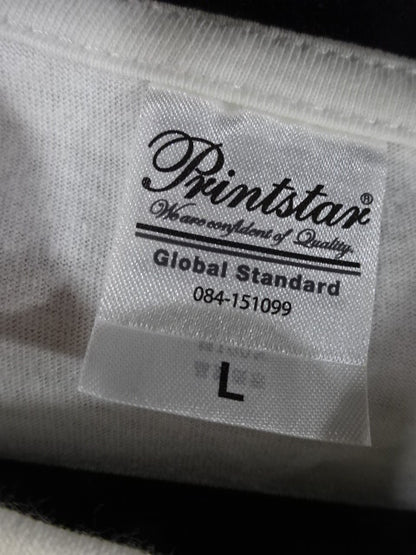 Printstar®
We are confident of Quality.
Global Standard
084-151099
L